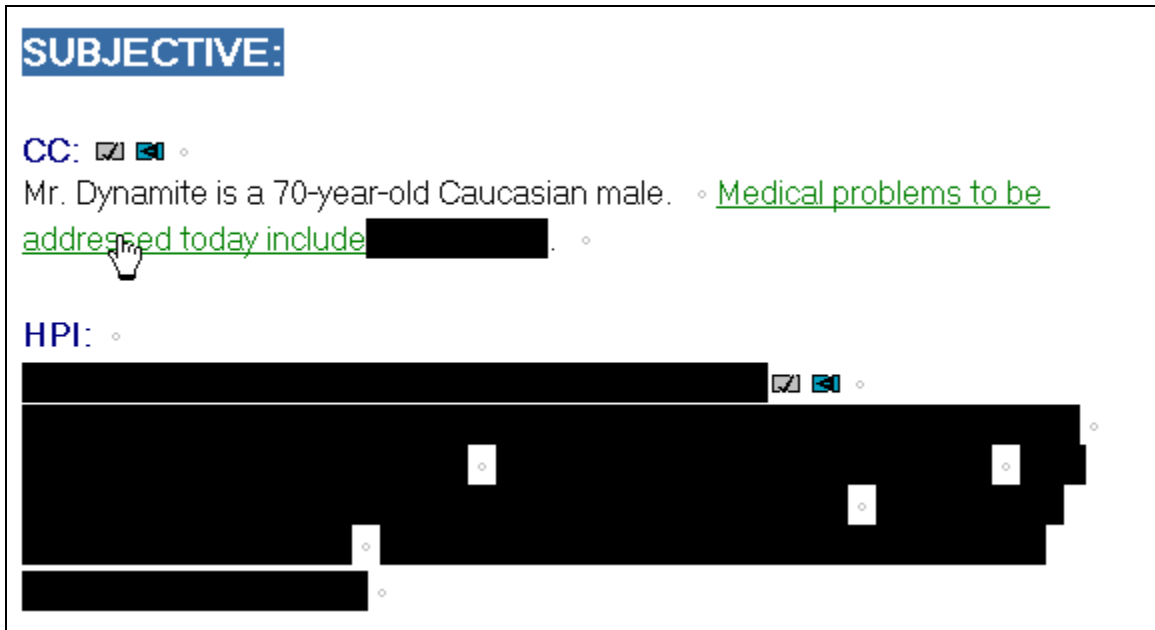 SUBJECTIVE:
CC:
Mr. Dynamite is a 70-year-old Caucasian male. Medical problems to be
addressed today include .
HPI: